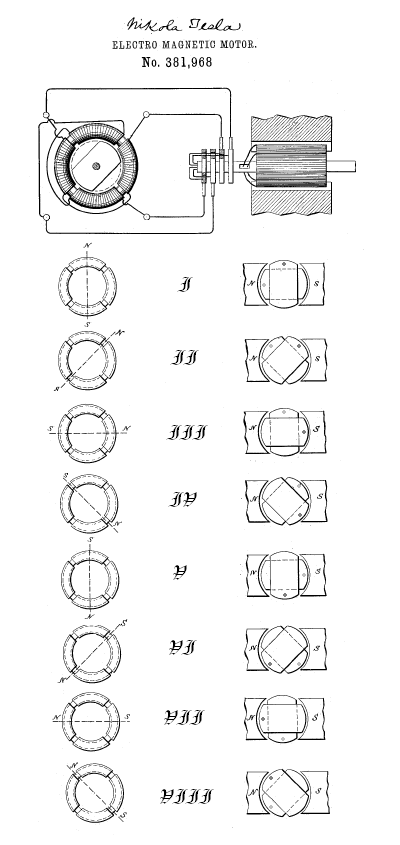 Nikola Tesla
ELECTRO MAGNETIC MOTOR.
No. 381,968
N
S
I
N S
N
S
II
N S
S N
III
N S
S
N
IV
N S
S
N
V
N S
S
N
VI
N S
N S
VII
N S
N
S
VIII
N S